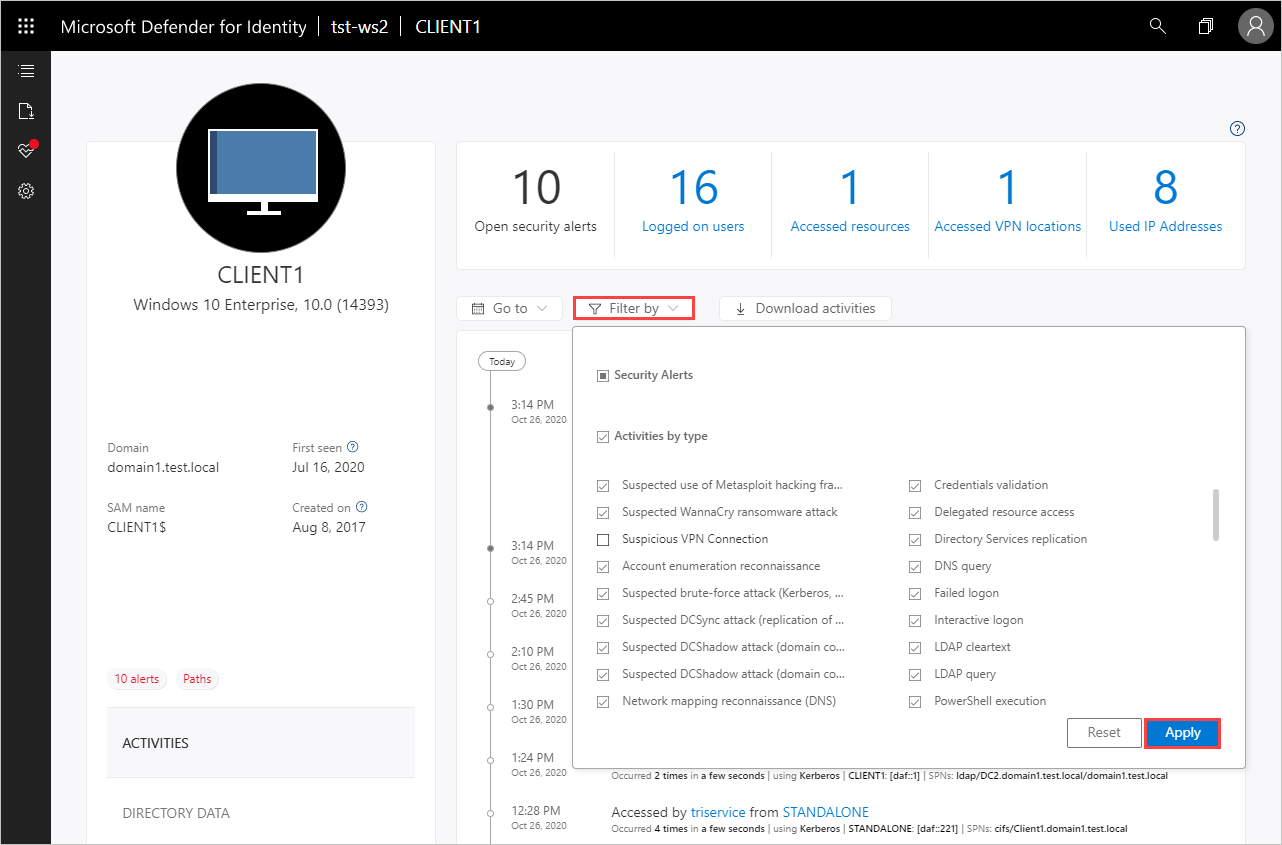 Microsoft Defender for Identity | tst-ws2 | CLIENT1
CLIENT1
Windows 10 Enterprise, 10.0 (14393)
Domain
domain1.test.local
First seen
Jul 16, 2020
SAM name
CLIENT1$
Created on
Aug 8, 2017
10 alerts
Paths
ACTIVITIES
DIRECTORY DATA
10
Open security alerts
16
Logged on users
1
Accessed resources
1
Accessed VPN locations
8
Used IP Addresses
Go to
Filter by
Download activities
Today
3:14 PM
Oct 26, 2020
3:14 PM
Oct 26, 2020
2:45 PM
Oct 26, 2020
2:10 PM
Oct 26, 2020
1:30 PM
Oct 26, 2020
1:24 PM
Oct 26, 2020
12:28 PM
Oct 26, 2020
Security Alerts
Activities by type
Suspected use of Metasploit hacking fra...
Suspected WannaCry ransomware attack
Suspicious VPN Connection
Account enumeration reconnaissance
Suspected brute-force attack (Kerberos, ...
Suspected DCSync attack (replication of ...
Suspected DCShadow attack (domain co...
Suspected DCShadow attack (domain co...
Network mapping reconnaissance (DNS)
Credentials validation
Delegated resource access
Directory Services replication
DNS query
Failed logon
Interactive logon
LDAP cleartext
LDAP query
PowerShell execution
Reset
Apply
Occurred 2 times in a few seconds | using Kerberos | CLIENT1: [daf::1] | SPNs: ldap/DC2.domain1.test.local/domain1.test.local
Accessed by triservice from STANDALONE
Occurred 4 times in a few seconds | using Kerberos | STANDALONE: [daf::221] | SPNs: cifs/Client1.domain1.test.local